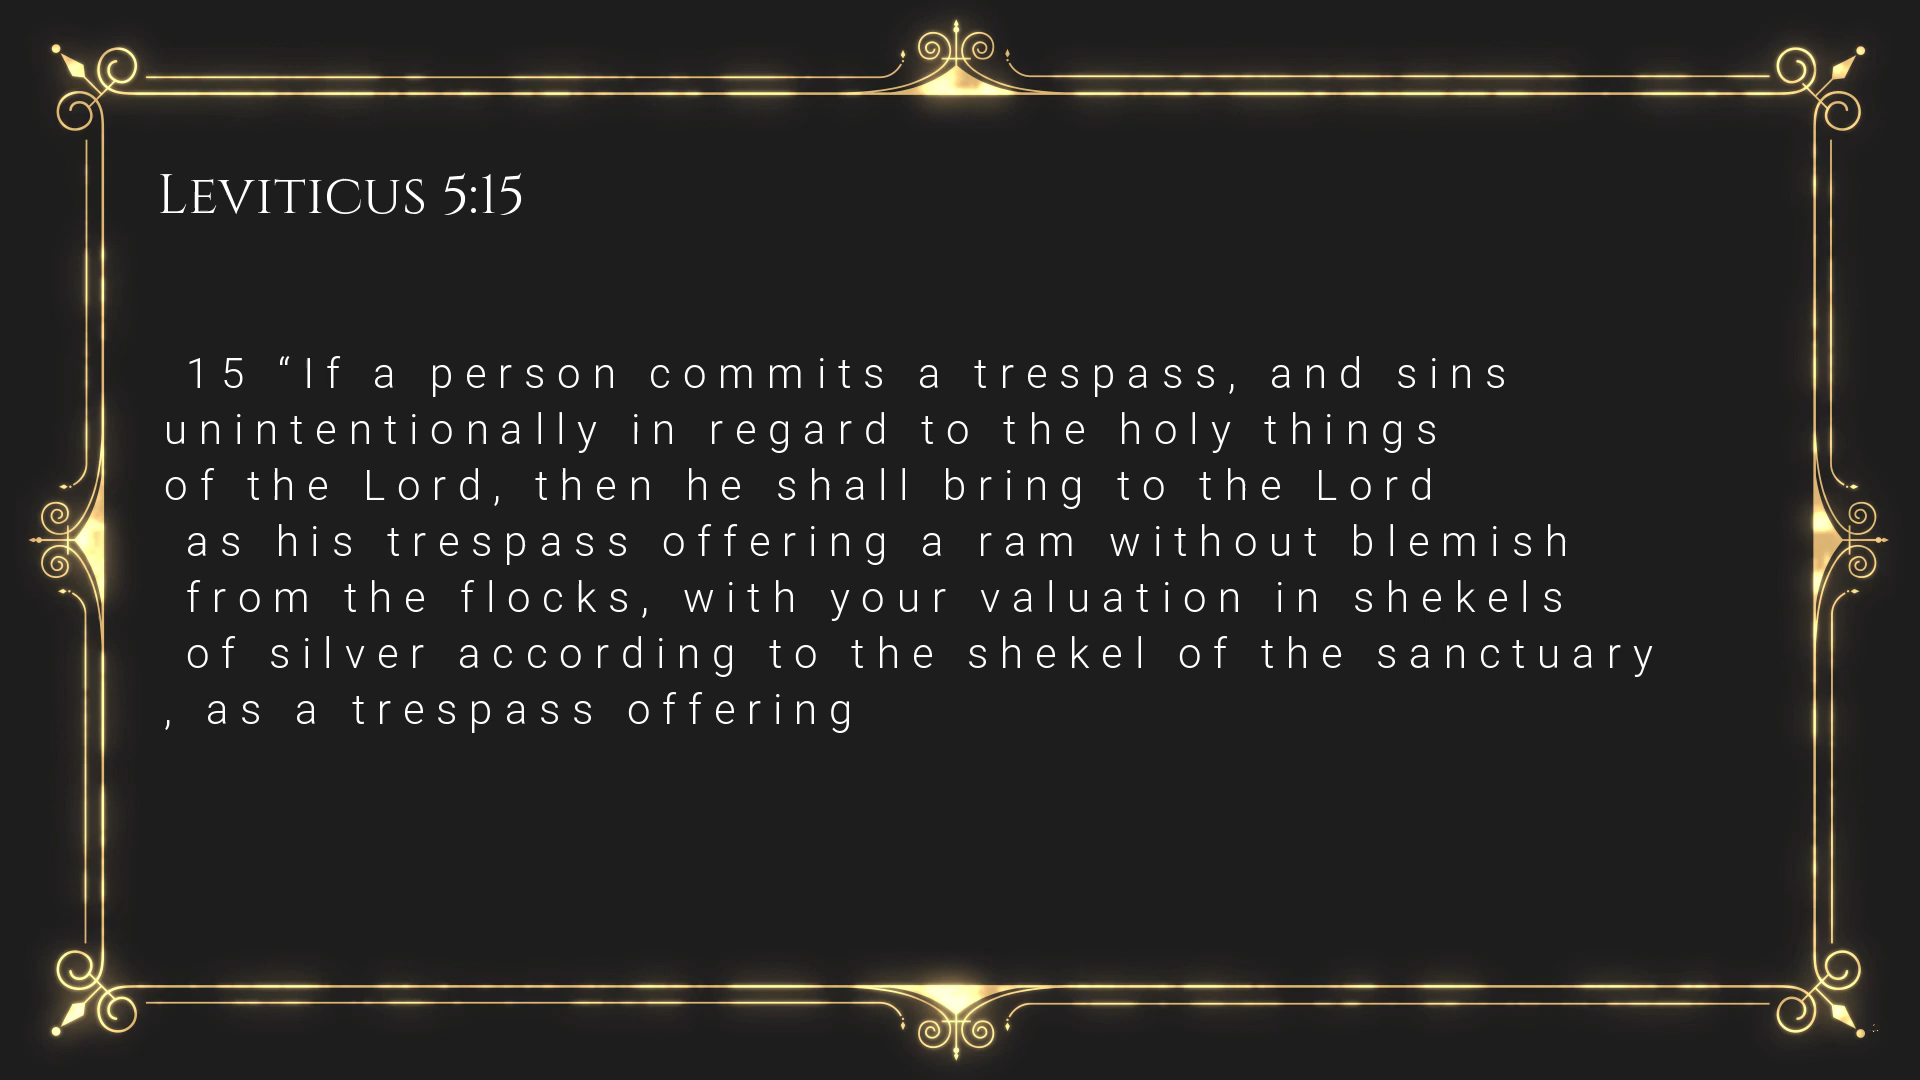 Leviticus 5:15
15 “If a person commits a trespass, and sins
unintentionally in regard to the holy things
of the Lord, then he shall bring to the Lord
as his trespass offering a ram without blemish
from the flocks, with your valuation in shekels
of silver according to the shekel of the sanctuary
, as a trespass offering